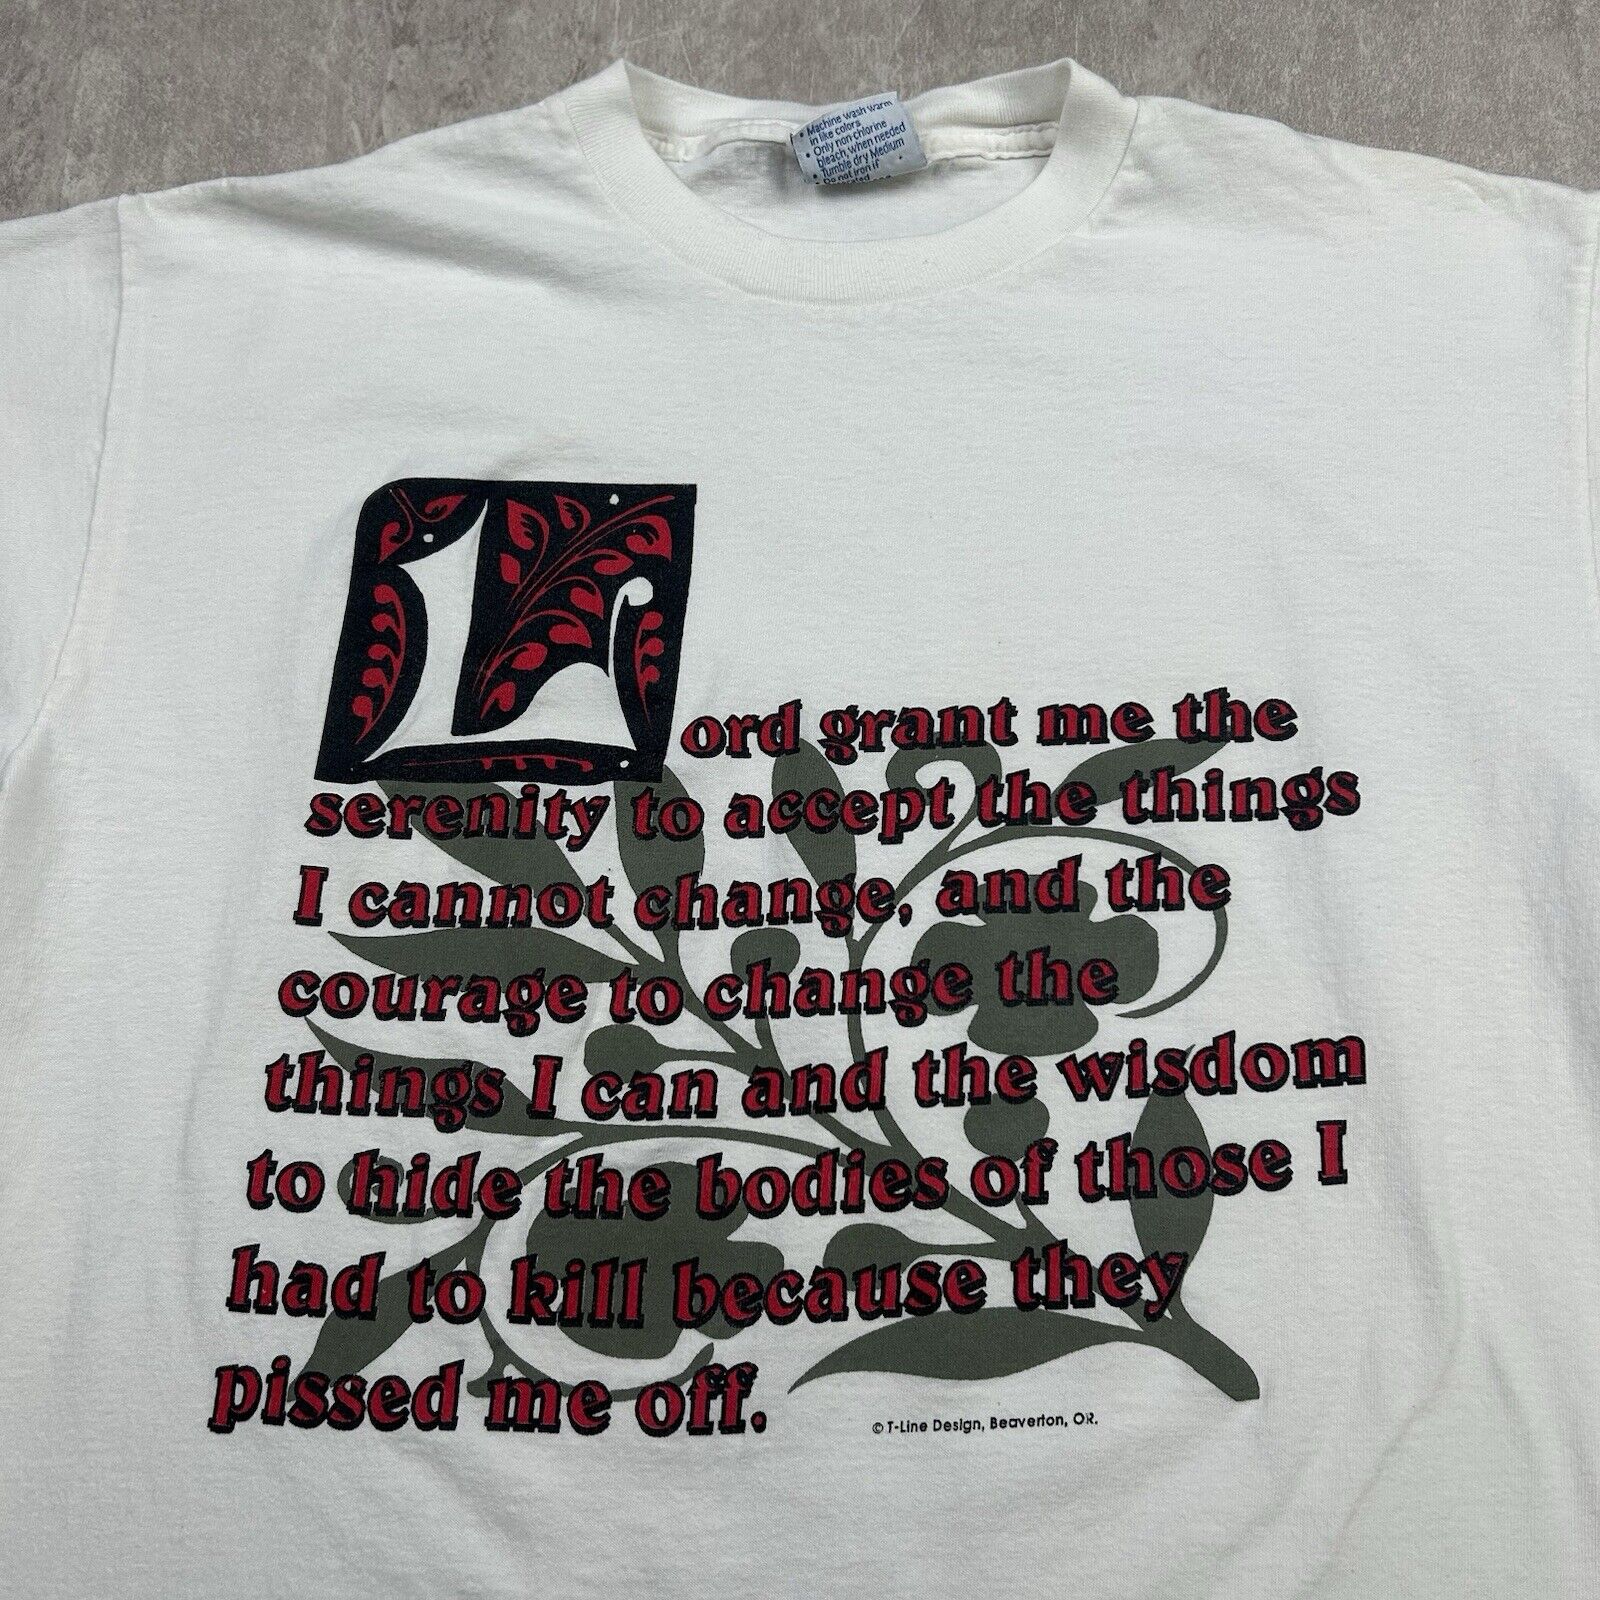 • Machine wash warm
in like colors
• Only non-chlorine
bleach, when needed
• Tumble dry Medium
• Do not iron if
Lord grant me the
serenity to accept the things
I cannot change, and the
courage to change the
things I can and the wisdom
to hide the bodies of those I
had to kill because they
pissed me off.
© T-Line Design, Beaverton, OR.